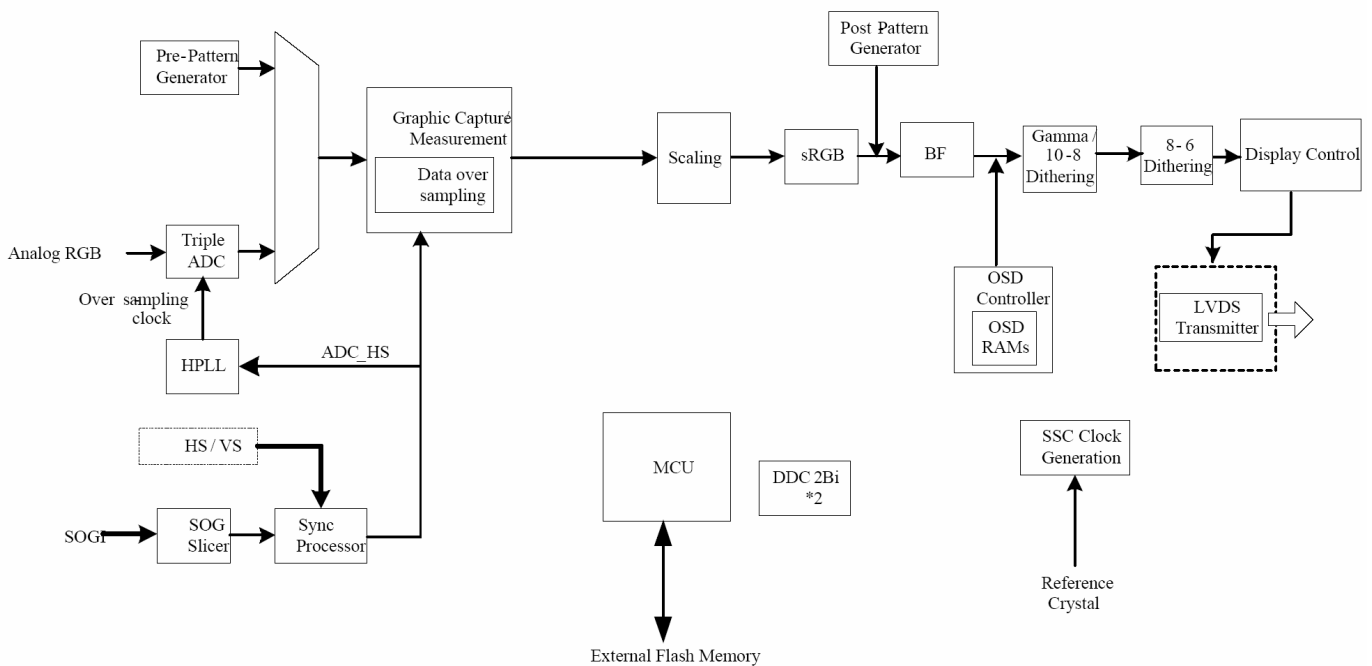 Pre-Pattern
Generator
Post Pattern
Generator
Graphic Capture/
Measurement
Data over
sampling
Scaling
sRGB
BF
Gamma /
10-8
Dithering
8-6
Dithering
Display Control
Analog RGB
Triple
ADC
Over sampling
clock
HPLL
ADC_HS
OSD
Controller
OSD
RAMs
LVDS
Transmitter
HS / VS
SOGI
SOG
Slicer
Sync
Processor
MCU
DDC 2Bi
*2
SSC Clock
Generation
Reference
Crystal
External Flash Memory